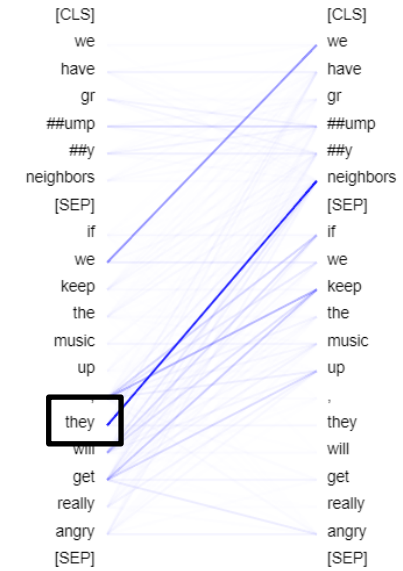 [CLS] [CLS]
we we
have have
gr gr
##ump ##ump
##y ##y
neighbors neighbors
[SEP] [SEP]
if if
we we
keep keep
the the
music music
up up
, ,
they they
will will
get get
really really
angry angry
[SEP] [SEP]